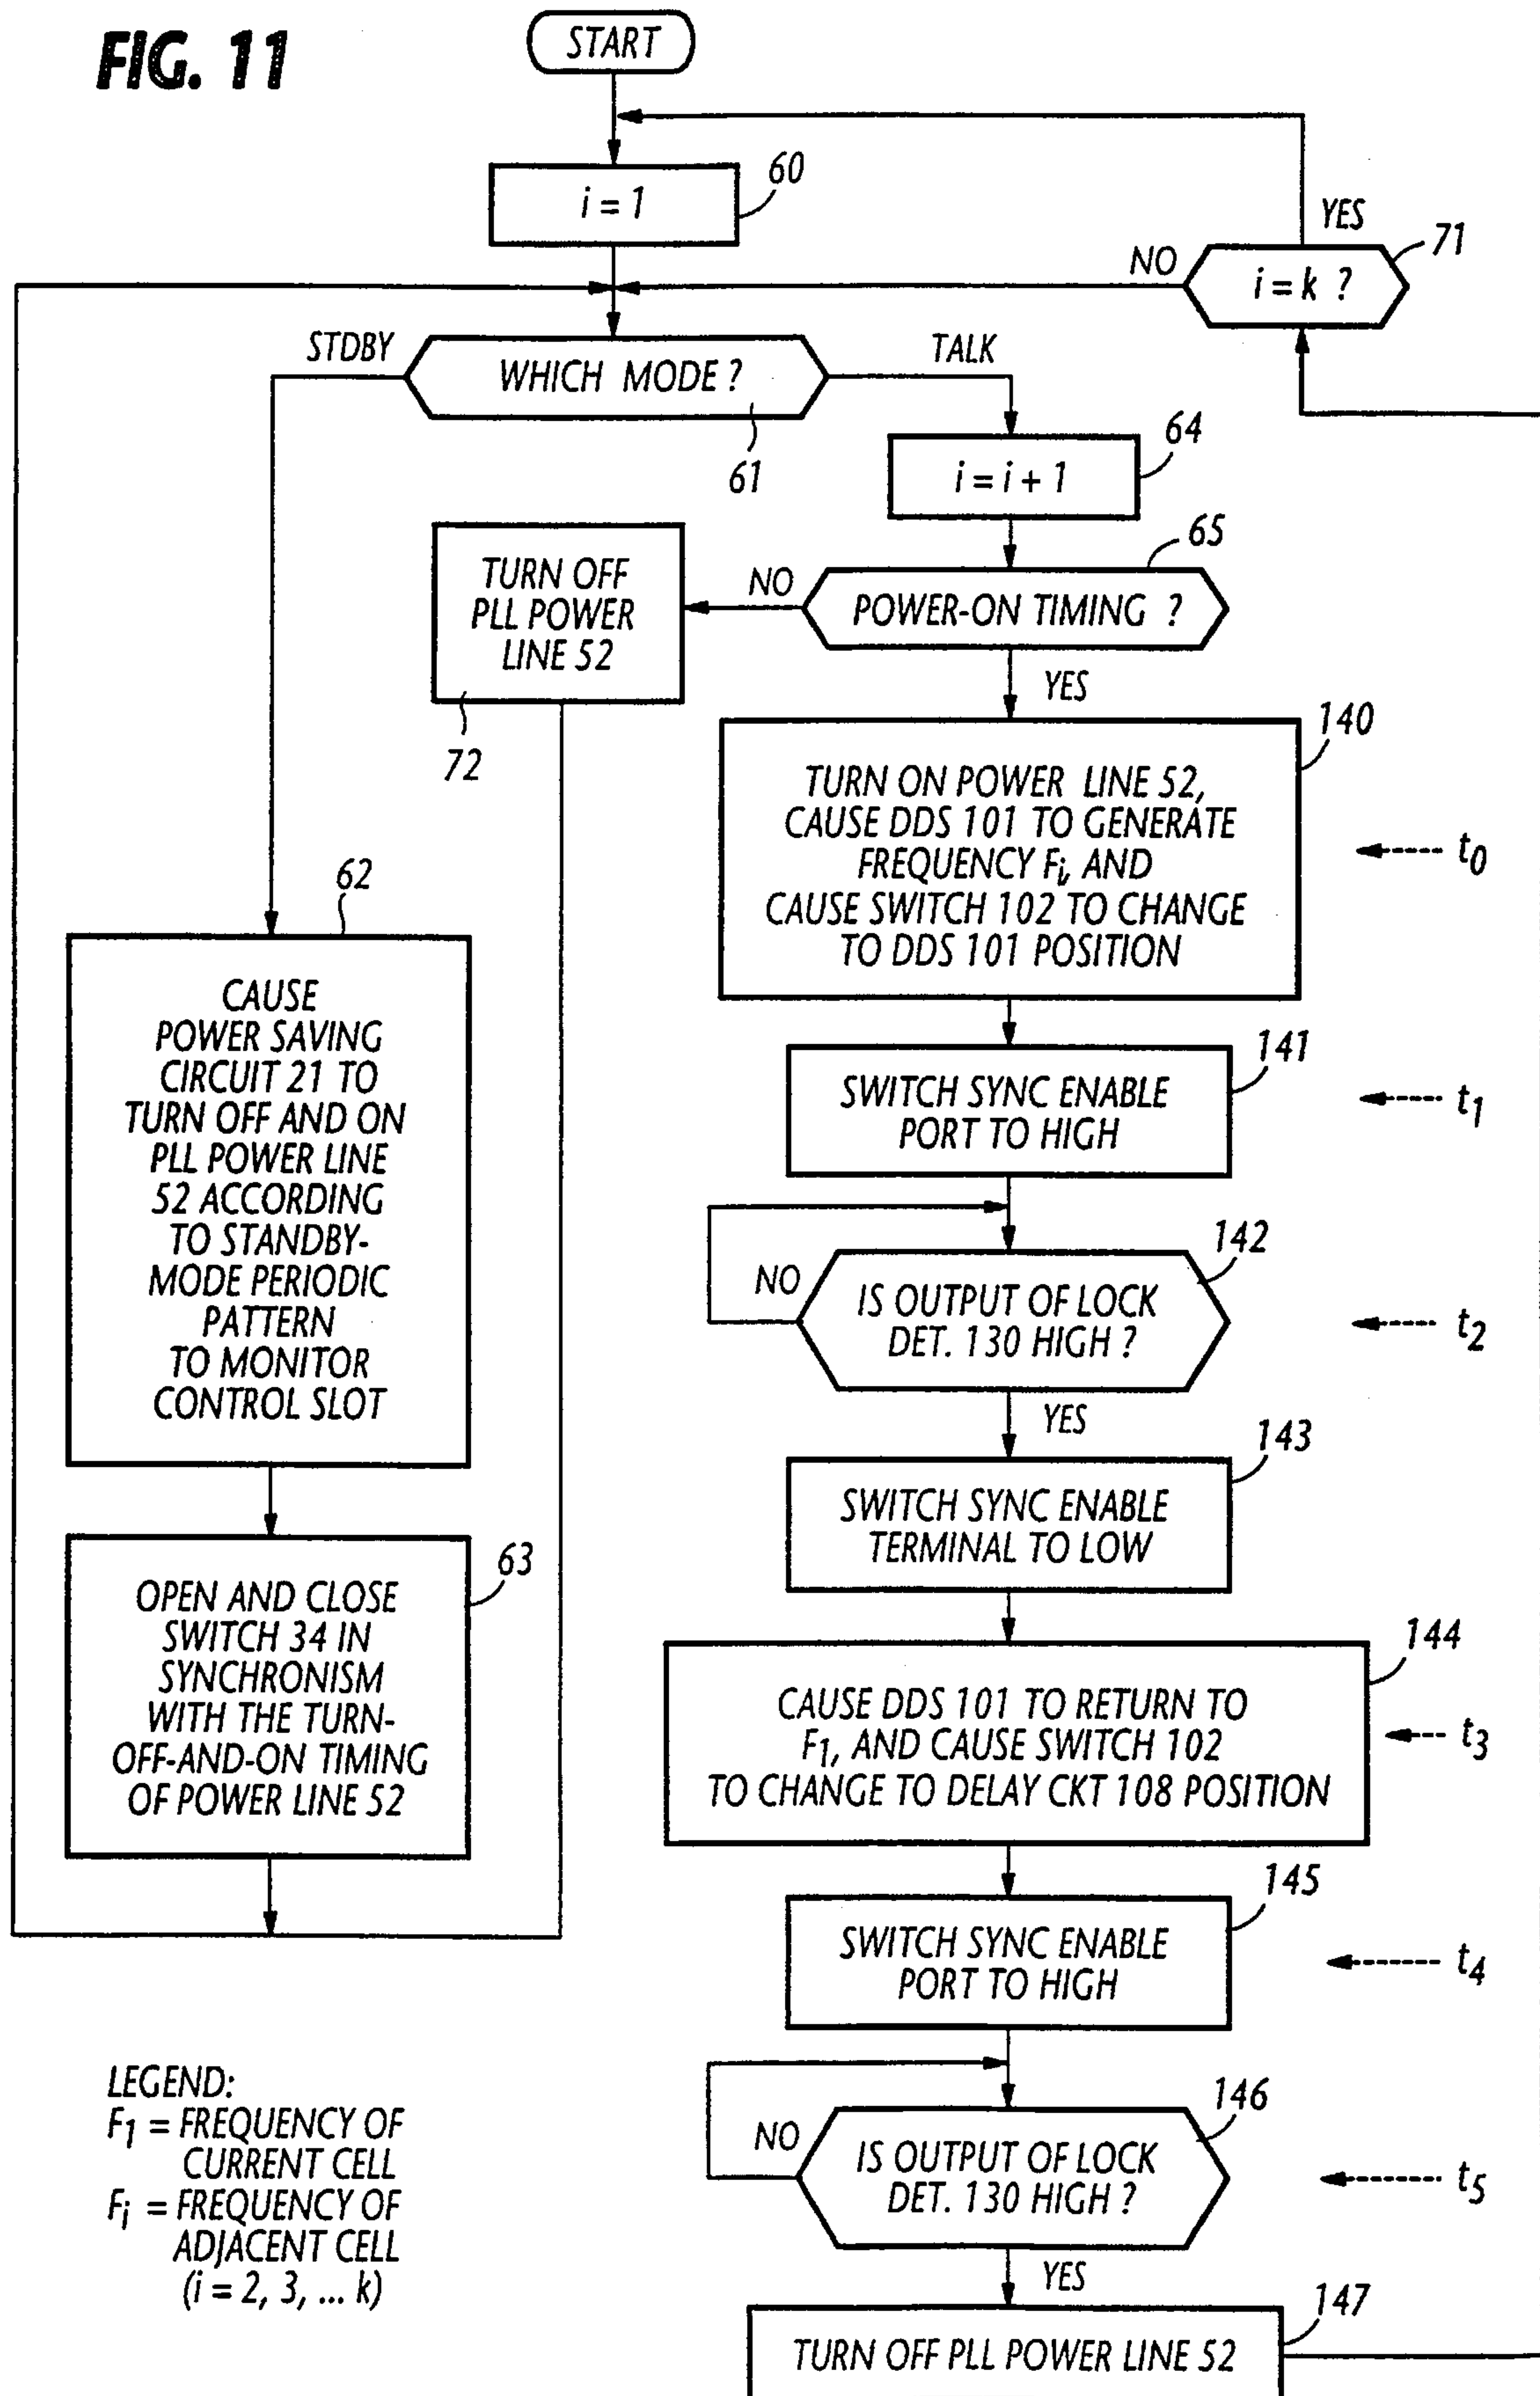 FIG. 11
START
i = 1
60
YES
NO
i = k ?
71
STDBY
WHICH MODE ?
TALK
61
i = i + 1
64
TURN OFF
PLL POWER
LINE 52
72
NO
POWER-ON TIMING ?
65
YES
TURN ON POWER LINE 52,
CAUSE DDS 101 TO GENERATE
FREQUENCY Fi, AND
CAUSE SWITCH 102 TO CHANGE
TO DDS 101 POSITION
140
t0
62
CAUSE
POWER SAVING
CIRCUIT 21 TO
TURN OFF AND ON
PLL POWER LINE
52 ACCORDING
TO STANDBY-
MODE PERIODIC
PATTERN
TO MONITOR
CONTROL SLOT
SWITCH SYNC ENABLE
PORT TO HIGH
141
t1
NO
IS OUTPUT OF LOCK
DET. 130 HIGH ?
142
t2
YES
SWITCH SYNC ENABLE
TERMINAL TO LOW
143
OPEN AND CLOSE
SWITCH 34 IN
SYNCHRONISM
WITH THE TURN-
OFF-AND-ON TIMING
OF POWER LINE 52
63
CAUSE DDS 101 TO RETURN TO
F1, AND CAUSE SWITCH 102
TO CHANGE TO DELAY CKT 108 POSITION
144
t3
SWITCH SYNC ENABLE
PORT TO HIGH
145
t4
NO
IS OUTPUT OF LOCK
DET. 130 HIGH ?
146
t5
YES
TURN OFF PLL POWER LINE 52
147
LEGEND:
F1 = FREQUENCY OF
CURRENT CELL
Fi = FREQUENCY OF
ADJACENT CELL
(i = 2, 3, ... k)